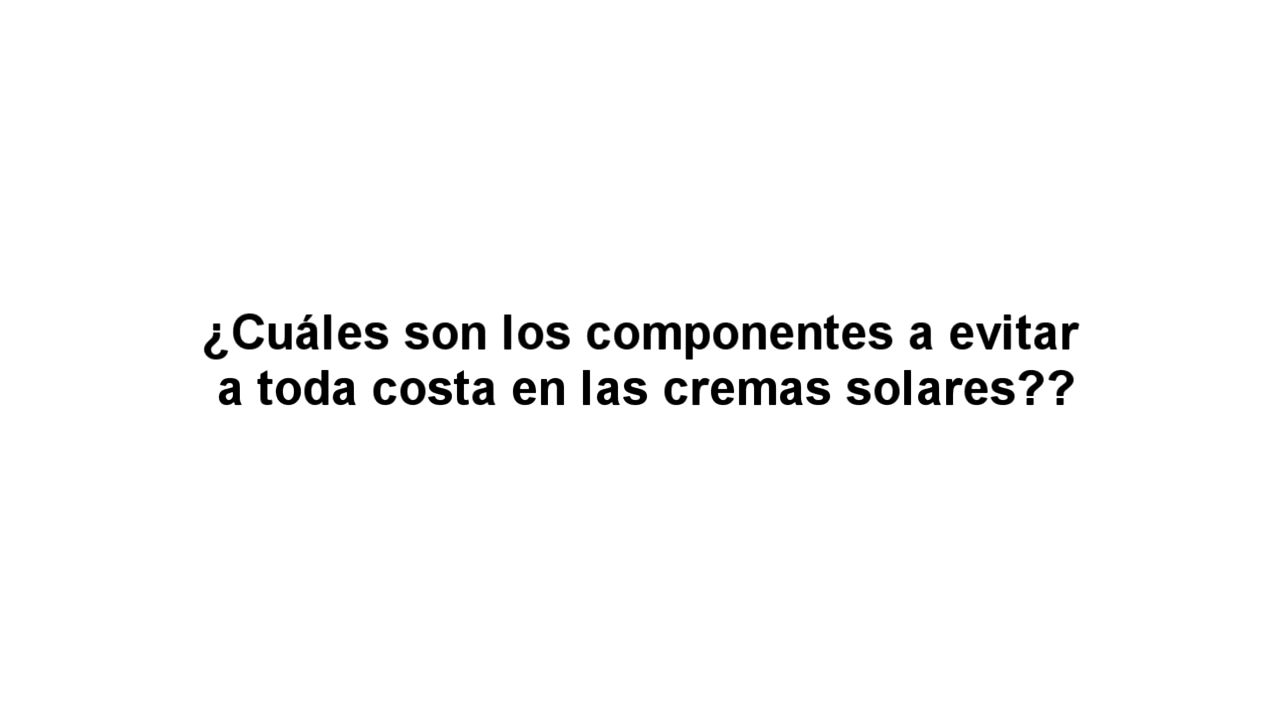 ¿Cuáles son los componentes a evitar
a toda costa en las cremas solares??